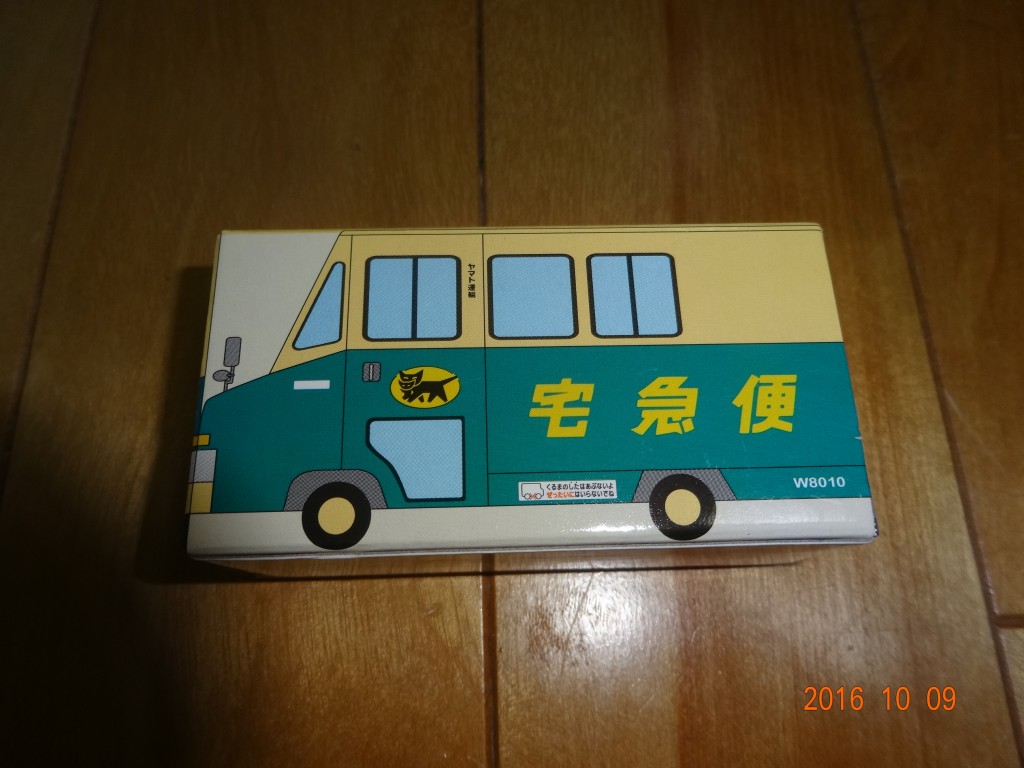 ヤマト運輸
宅急便
くるまのしたはあぶないよ
ぜったいにはいらないでね
W8010
2016 10 09